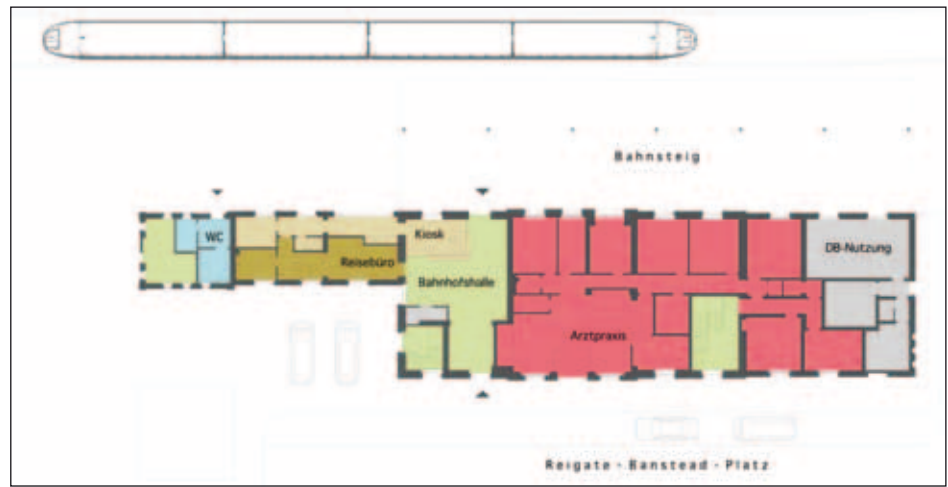 Bahnsteig
WC
Kiosk
DB-Nutzung
Reisebüro
Bahnhofshalle
Arztpraxis
Reigate - Banstead - Platz